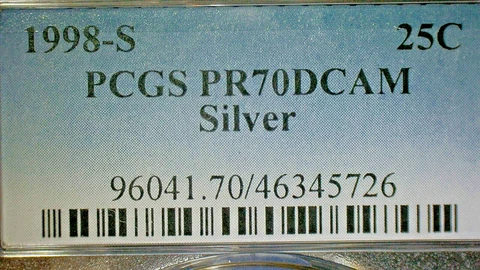 1998-S 25C
PCGS PR70DCAM
Silver
96041.70/46345726